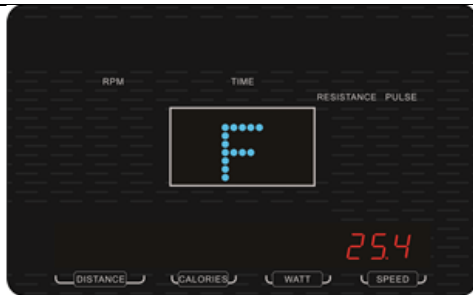 RPM TIME
RESISTANCE PULSE
F
25.4
DISTANCE CALORIES WATT SPEED